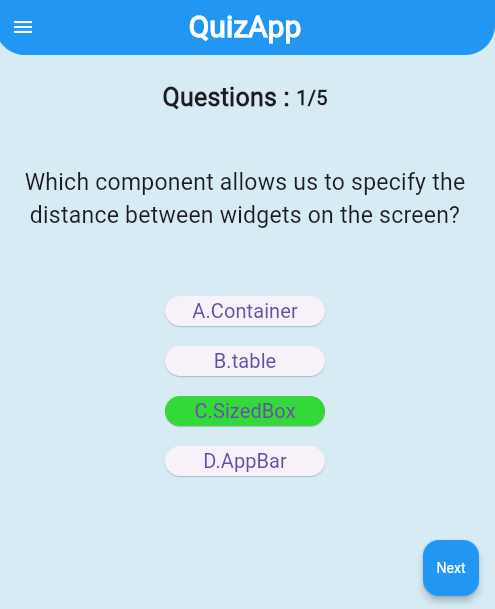 QuizApp
Questions : 1/5
Which component allows us to specify the
distance between widgets on the screen?
A.Container
B.table
C.SizedBox
D.AppBar
Next